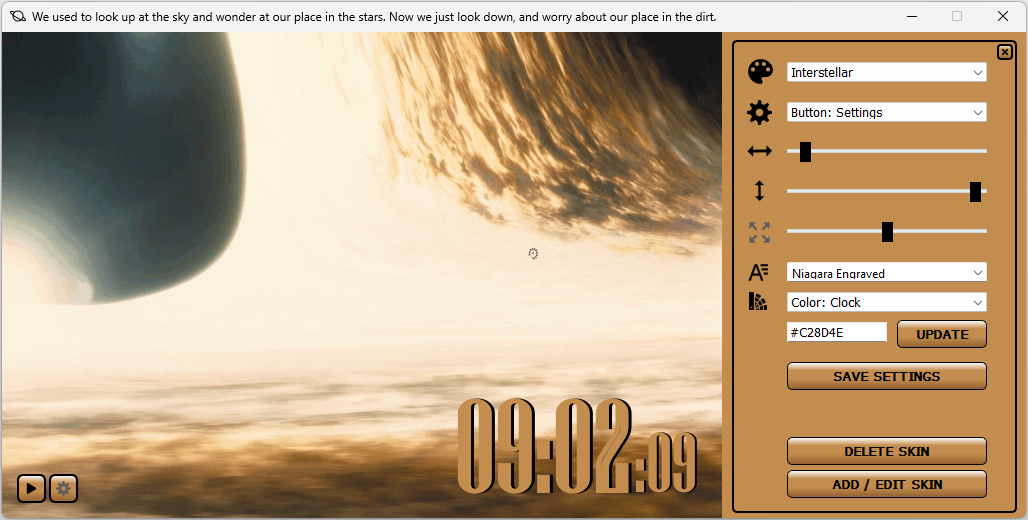 We used to look up at the sky and wonder at our place in the stars. Now we just look down, and worry about our place in the dirt.
Interstellar
Button: Settings
Niagara Engraved
Color: Clock
#C28D4E
UPDATE
SAVE SETTINGS
09:02:09
DELETE SKIN
ADD / EDIT SKIN